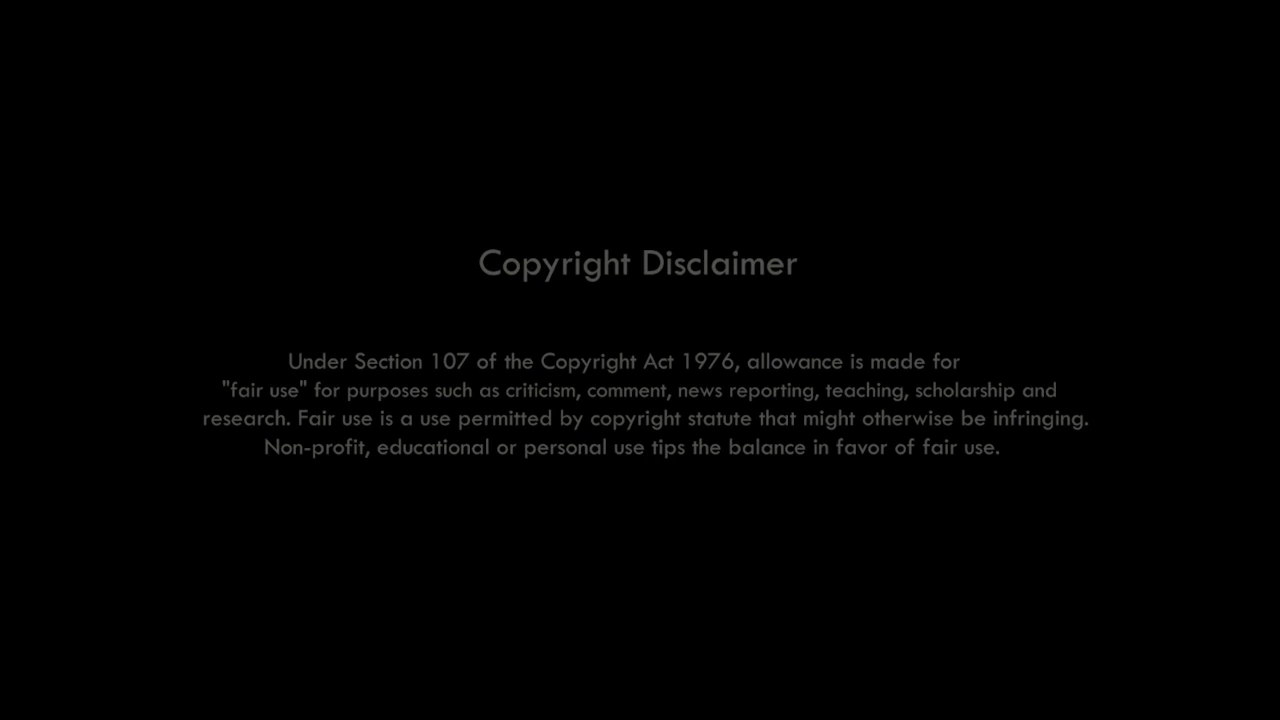 Copyright Disclaimer
Under Section 107 of the Copyright Act 1976, allowance is made for
"fair use" for purposes such as criticism, comment, news reporting, teaching, scholarship and
research. Fair use is a use permitted by copyright statute that might otherwise be infringing.
Non-profit, educational or personal use tips the balance in favor of fair use.